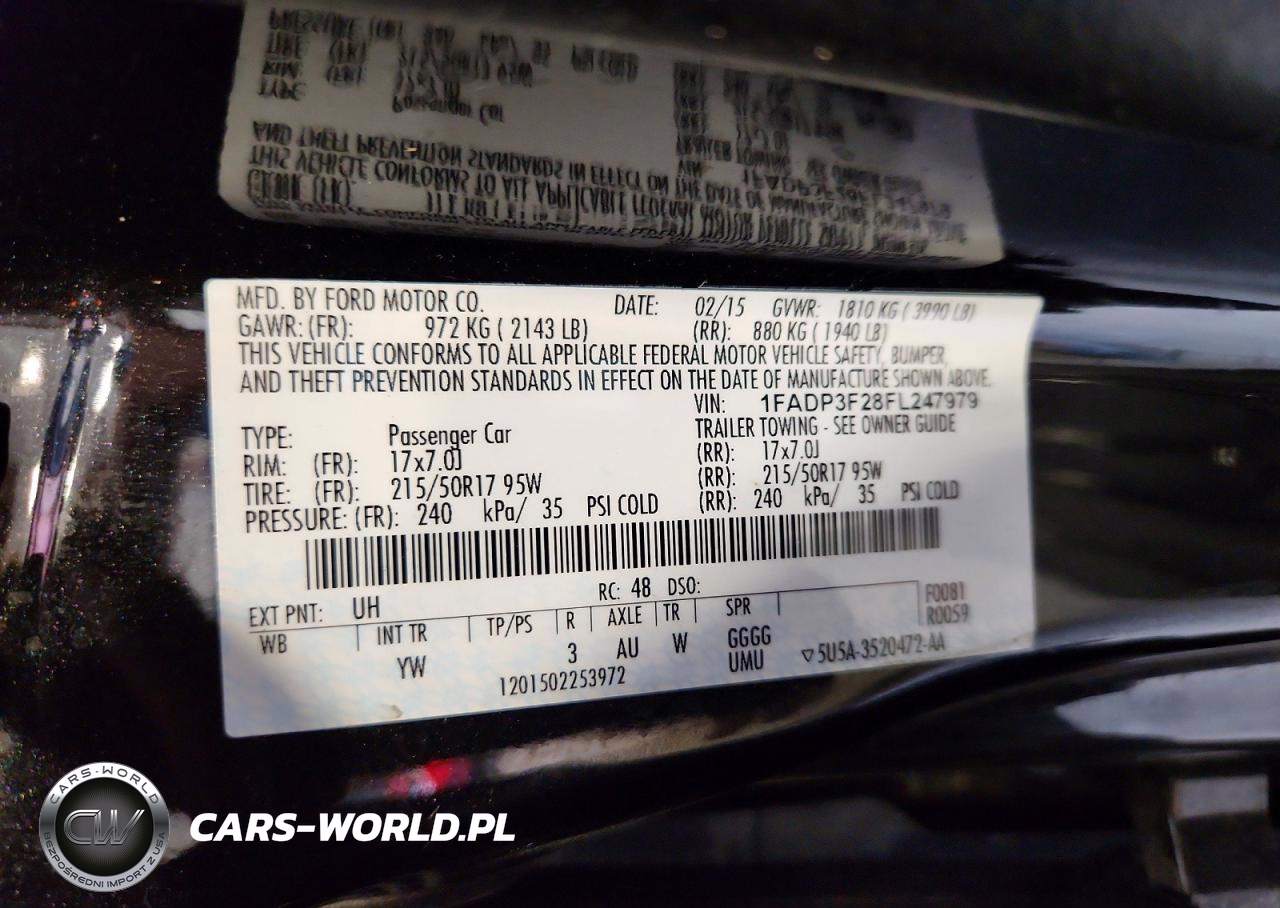 MFD. BY FORD MOTOR CO. DATE: 02/15 GVWR: 1810 KG ( 3990 LB)
GAWR: (FR): 972 KG ( 2143 LB) (RR): 880 KG ( 1940 LB)
THIS VEHICLE CONFORMS TO ALL APPLICABLE FEDERAL MOTOR VEHICLE SAFETY, BUMPER,
AND THEFT PREVENTION STANDARDS IN EFFECT ON THE DATE OF MANUFACTURE SHOWN ABOVE.
VIN: 1FADP3F28FL247979
TYPE: Passenger Car TRAILER TOWING - SEE OWNER GUIDE
RIM: (FR): 17x7.0J (RR): 17x7.0J
TIRE: (FR): 215/50R17 95W (RR): 215/50R17 95W
PRESSURE: (FR): 240 kPa/ 35 PSI COLD (RR): 240 kPa/ 35 PSI COLD
RC: 48 DSO:
EXT PNT: UH F0081
WB INT TR TP/PS R AXLE TR SPR R0059
YW 3 AU W GGGG ▽5U5A-3520472-AA
UMU
1201502253972
CARS-WORLD
CW
BEZPOŚREDNI IMPORT Z USA
CARS-WORLD.PL